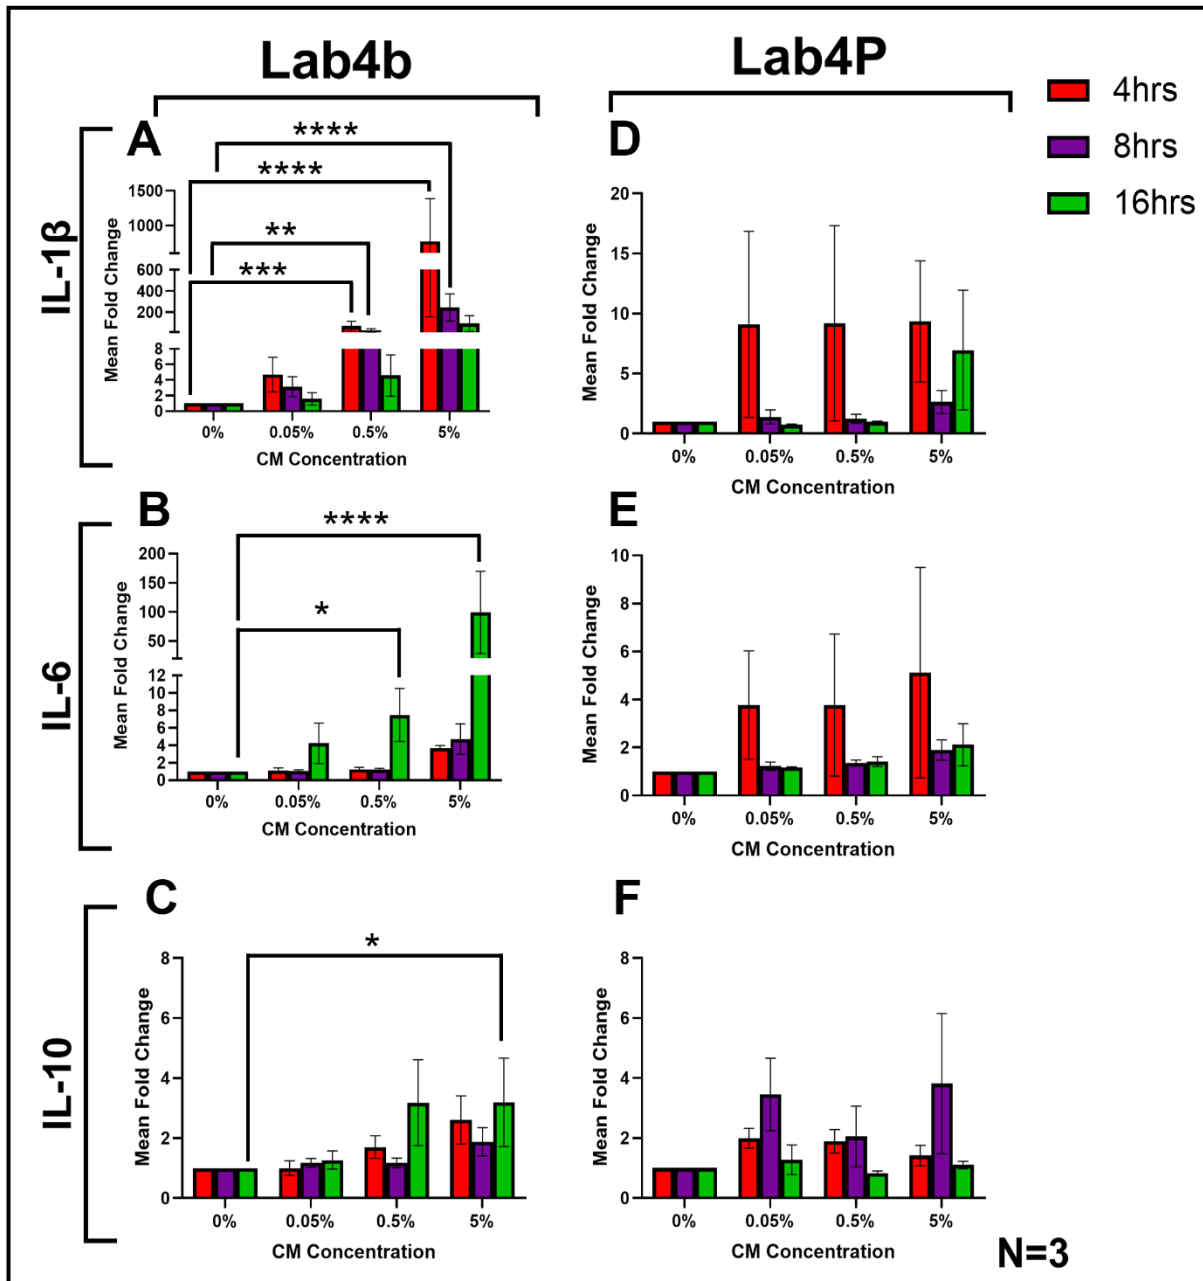 Lab4b
Lab4P
4hrs
8hrs
16hrs
IL-1β
A
****
****
**
***
1500
1000
600
400
200
8
6
4
2
0
Mean Fold Change
0% 0.05% 0.5% 5%
CM Concentration
D
20
15
10
5
0
Mean Fold Change
0% 0.05% 0.5% 5%
CM Concentration
IL-6
B
****
*
200
150
100
50
12
10
8
6
4
2
0
Mean Fold Change
0% 0.05% 0.5% 5%
CM Concentration
E
10
8
6
4
2
0
Mean Fold Change
0% 0.05% 0.5% 5%
CM Concentration
IL-10
C
*
8
6
4
2
0
Mean Fold Change
0% 0.05% 0.5% 5%
CM Concentration
F
8
6
4
2
0
Mean Fold Change
0% 0.05% 0.5% 5%
CM Concentration
N=3